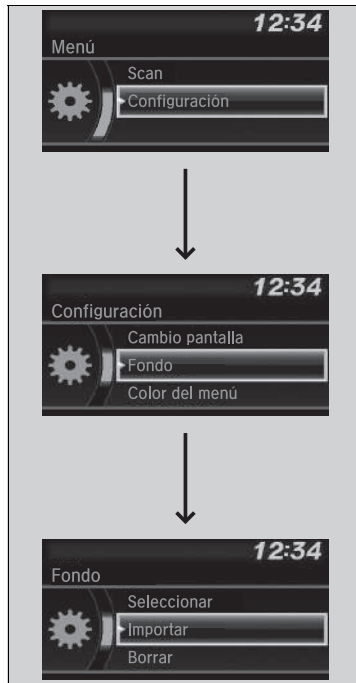 12:34
Menú
Scan
Configuración
12:34
Configuración
Cambio pantalla
Fondo
Color del menú
12:34
Fondo
Seleccionar
Importar
Borrar